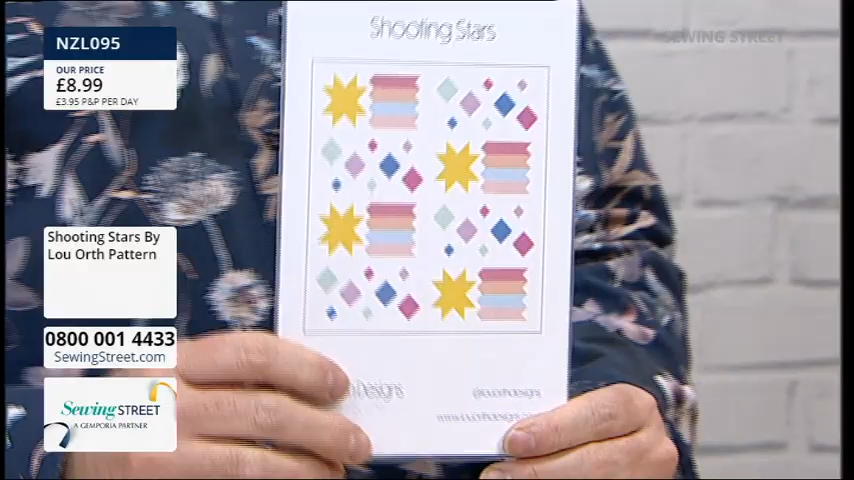 NZL095
OUR PRICE
£8.99
£3.95 P&P PER DAY
Shooting Stars By
Lou Orth Pattern
0800 001 4433
SewingStreet.com
Sewing STREET
A GEMPORIA PARTNER
Shooting Stars
SEWING STREET
Designs